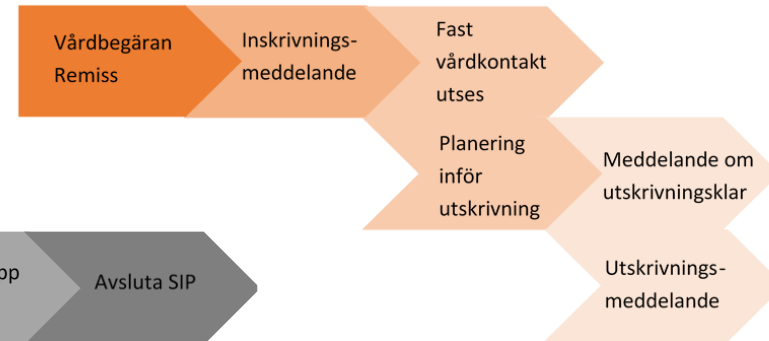 Vårdbegäran
Remiss
Inskrivnings-
meddelande
Fast
vårdkontakt
utses
Planering
inför
utskrivning
Meddelande om
utskrivningsklar
Utskrivnings-
meddelande
Avsluta SIP